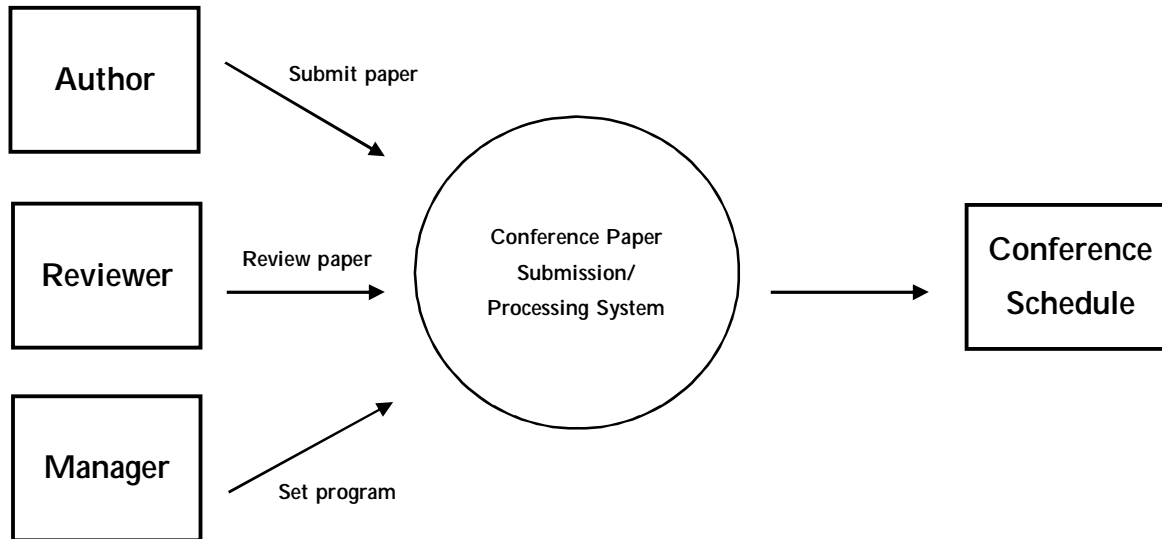 Author
Submit paper
Reviewer
Review paper
Manager
Set program
Conference Paper
Submission/
Processing System
Conference
Schedule